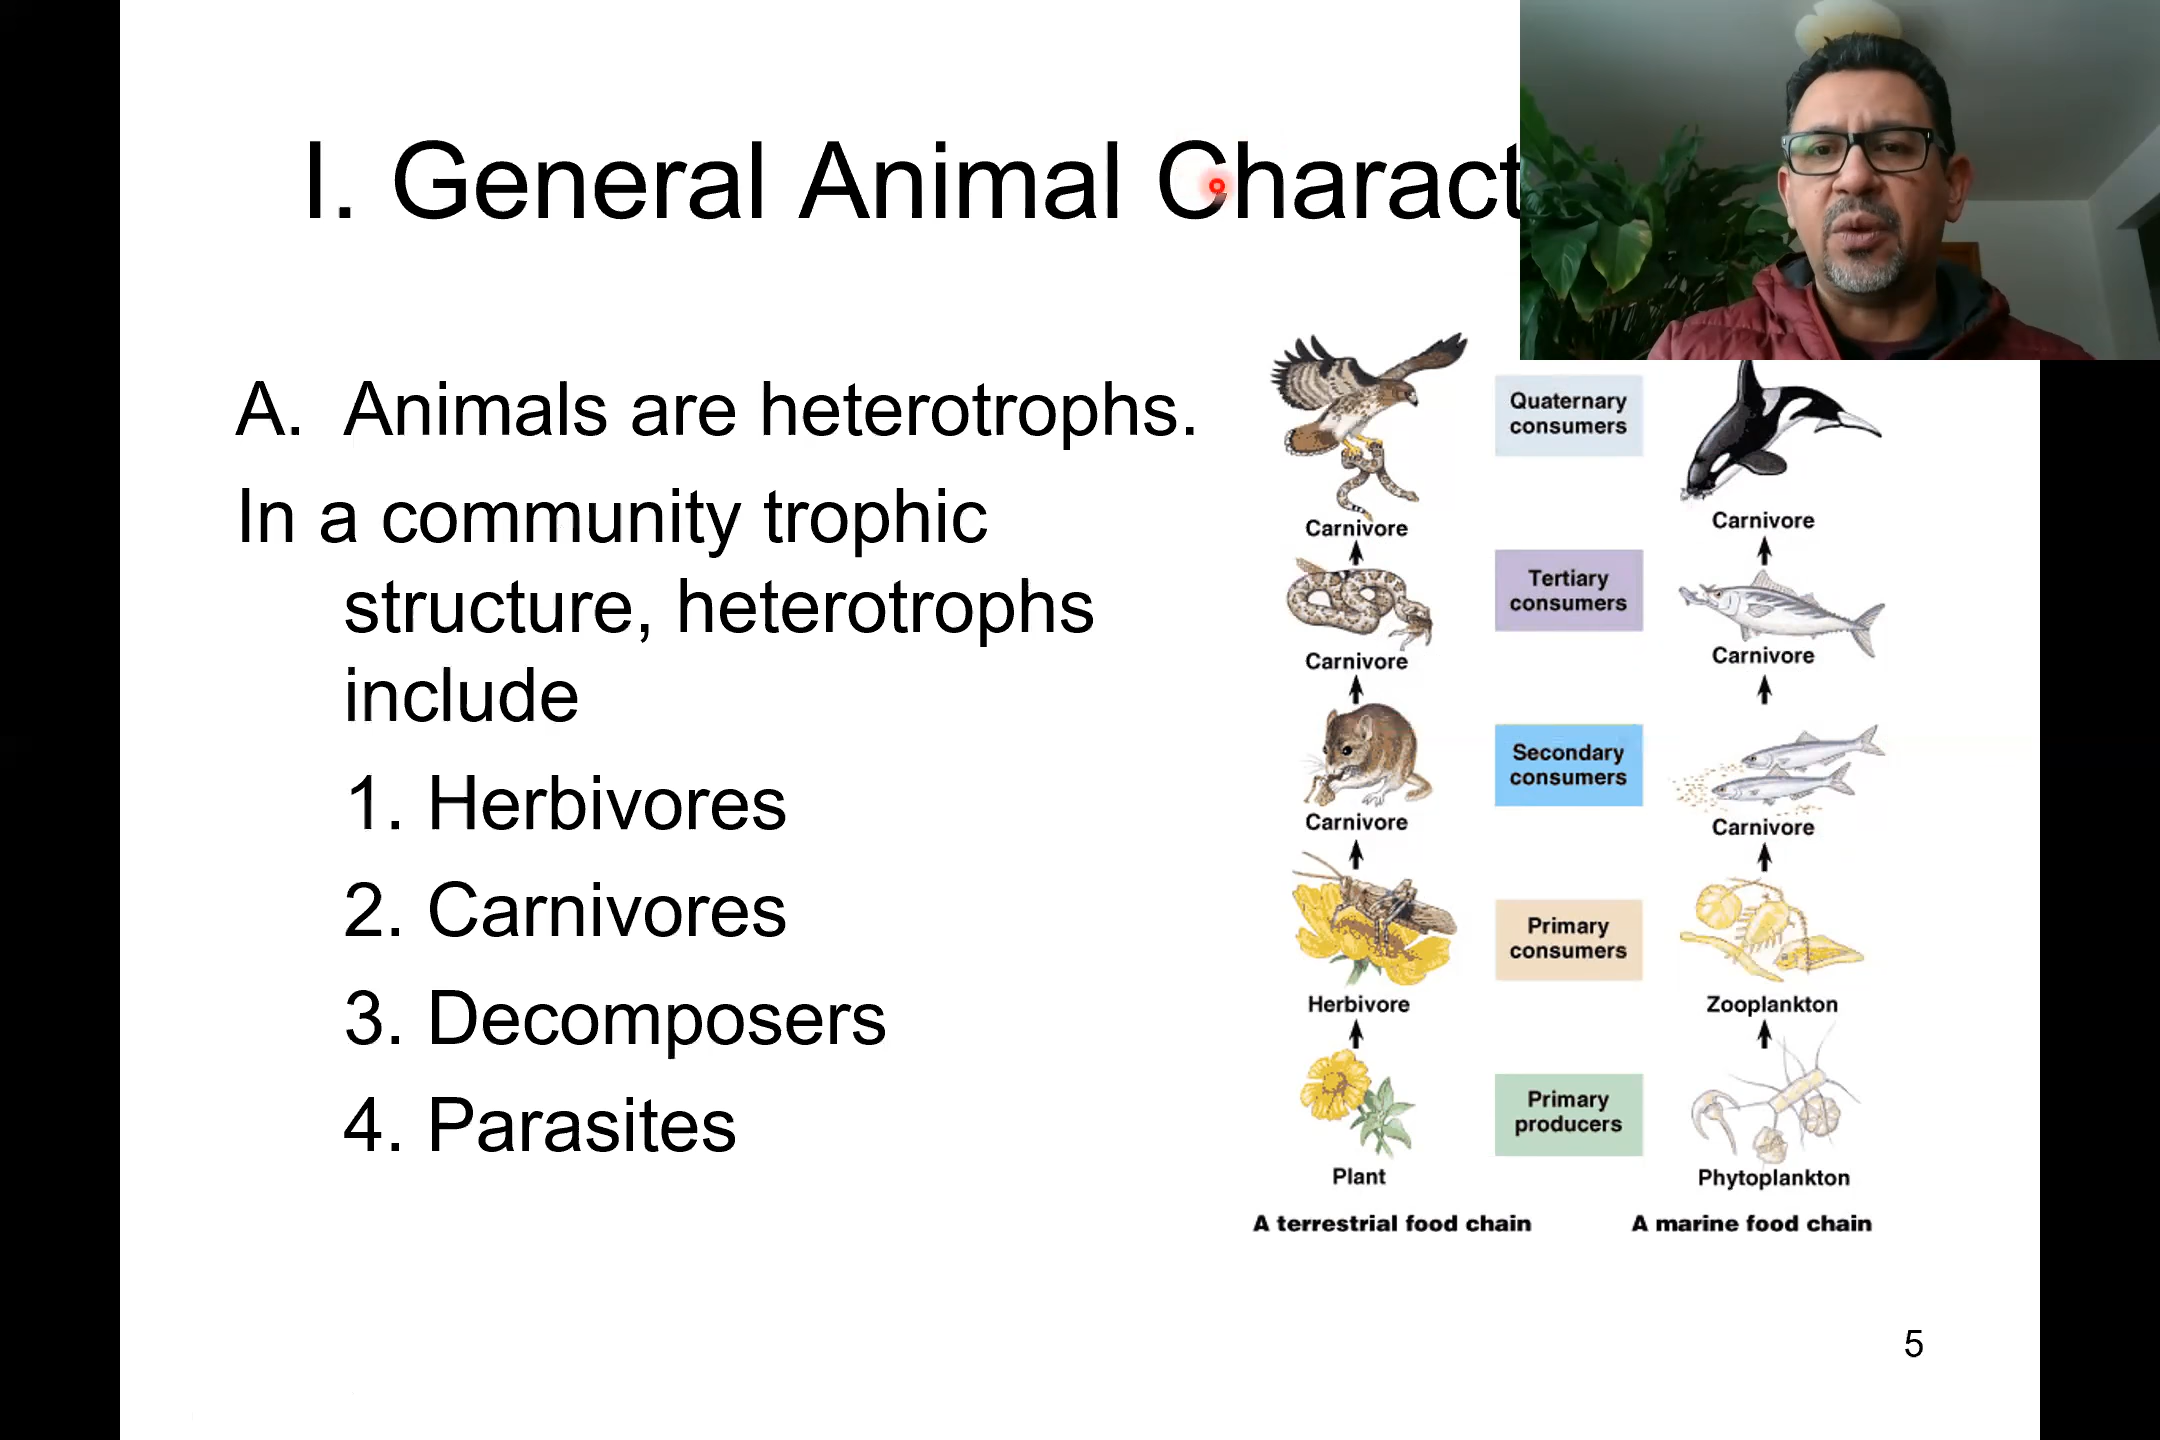 I. General Animal Charact
A. Animals are heterotrophs.
In a community trophic
structure, heterotrophs
include
1. Herbivores
2. Carnivores
3. Decomposers
4. Parasites
Quaternary
consumers
Carnivore
Carnivore
Tertiary
consumers
Carnivore
Carnivore
Secondary
consumers
Carnivore
Carnivore
Primary
consumers
Herbivore
Zooplankton
Primary
producers
Plant
Phytoplankton
A terrestrial food chain
A marine food chain
5